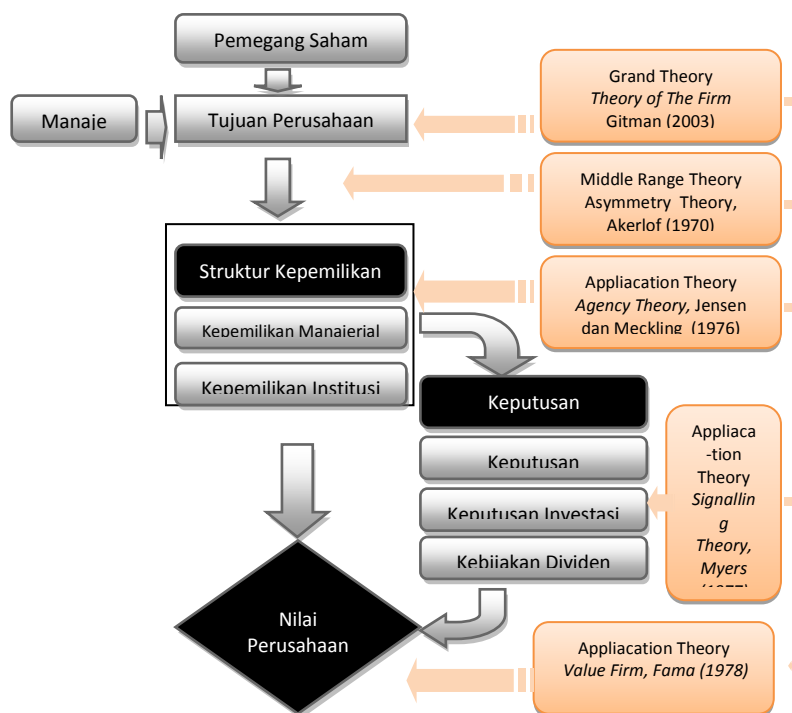 Pemegang Saham
Manaje
Tujuan Perusahaan
Grand Theory
Theory of The Firm
Gitman (2003)
Middle Range Theory
Asymmetry Theory,
Akerlof (1970)
Struktur Kepemilikan
Kepemilikan Manajerial
Kepemilikan Institusi
Appliacation Theory
Agency Theory, Jensen
dan Meckling (1976)
Keputusan
Keputusan
Keputusan Investasi
Kebijakan Dividen
Appliaca
-tion
Theory
Signallin
g
Theory,
Myers
Nilai
Perusahaan
Appliacation Theory
Value Firm, Fama (1978)